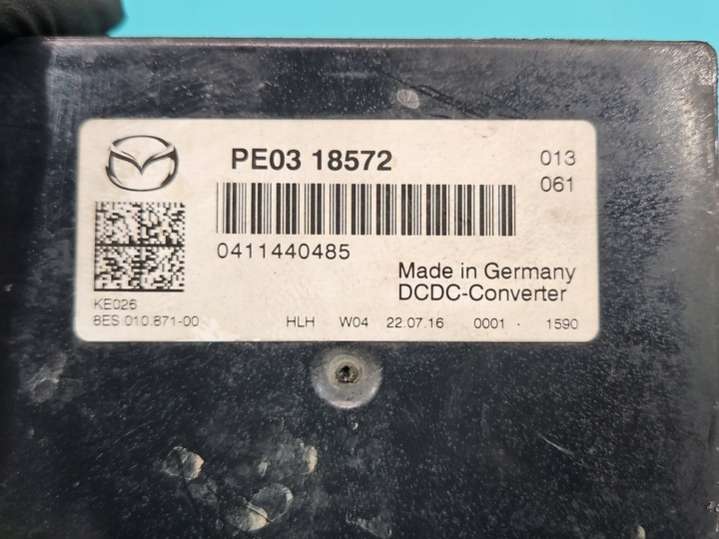 PE03 18572
013
061
0411440485
Made in Germany
DCDC-Converter
KE026
8ES 010.871-00 HLH W04 22.07.16 0001 · 1590